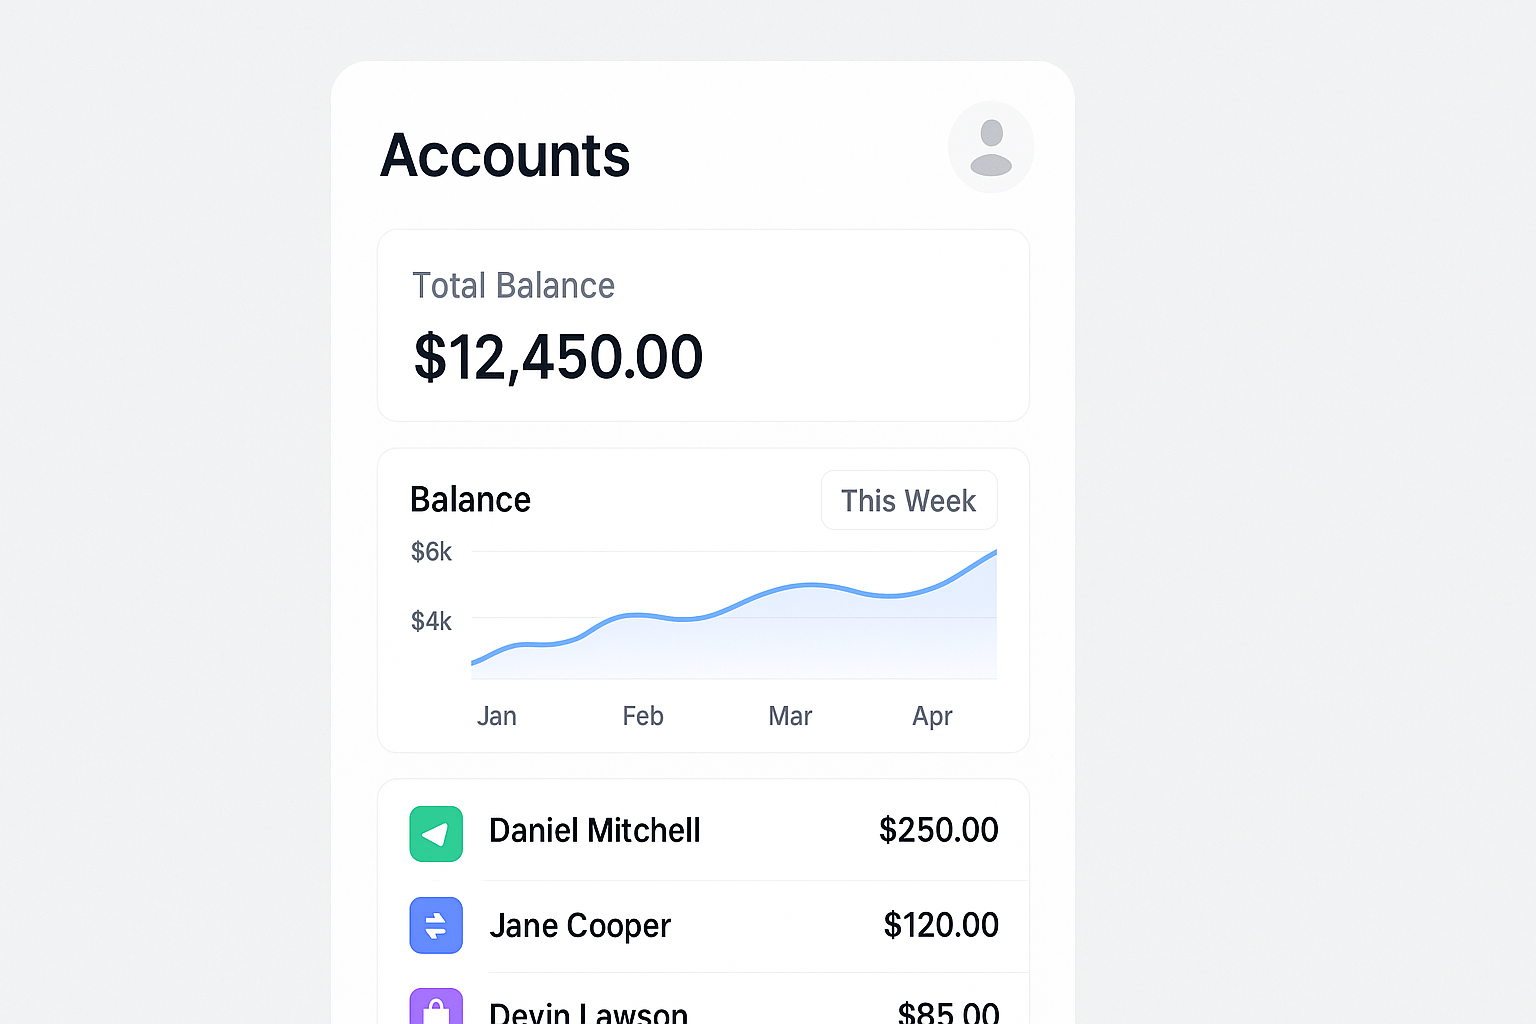 Accounts
Total Balance
$12,450.00
Balance
This Week
$6k
$4k
Jan Feb Mar Apr
Daniel Mitchell $250.00
Jane Cooper $120.00
Devin Lawson $85.00